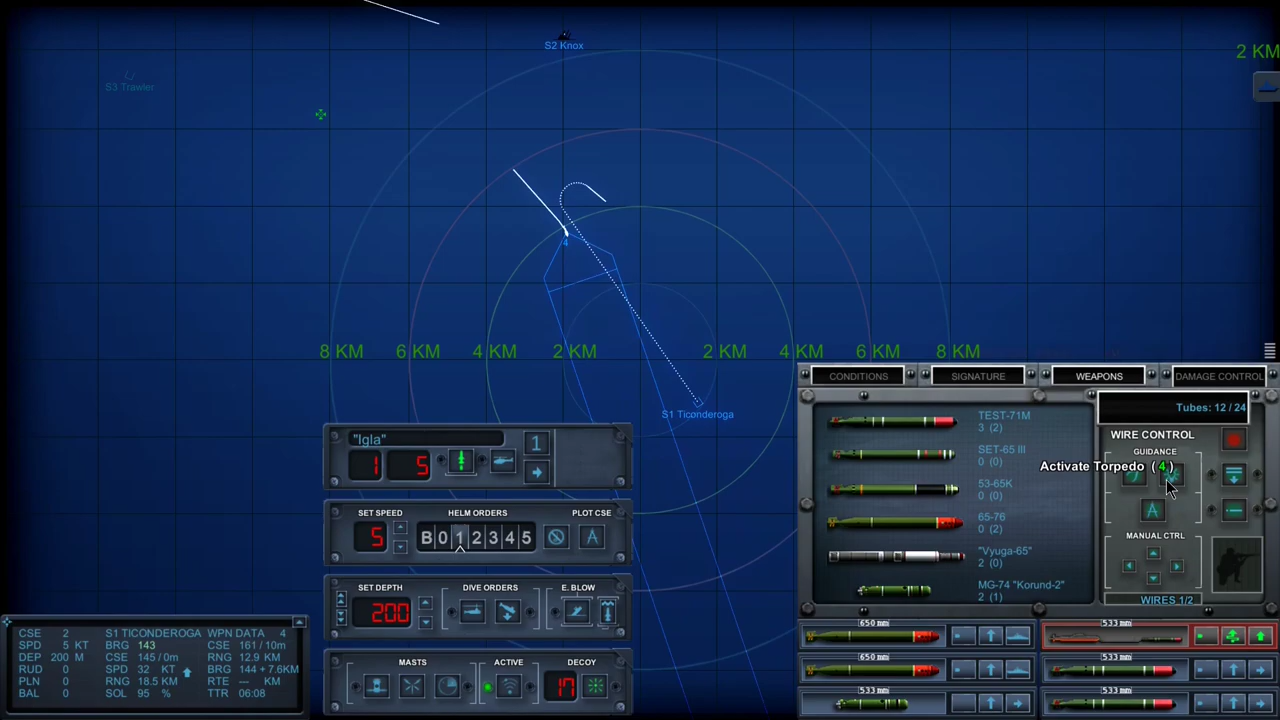 S2 Knox
2 KM
S3 Trawler
4
8 KM 6 KM 4 KM 2 KM 2 KM 4 KM 6 KM 8 KM
S1 Ticonderoga
CONDITIONS SIGNATURE WEAPONS DAMAGE CONTROL
Tubes: 12 / 24
TEST-71M
3 (2)
SET-65 III
0 (0)
53-65K
0 (0)
65-76
0 (2)
"Vyuga-65"
2 (0)
MG-74 "Korund-2"
2 (1)
WIRE CONTROL
GUIDANCE
Activate Torpedo ( 4 )
MANUAL CTRL
WIRES 1/2
650 mm 533 mm
650 mm 533 mm
533 mm 533 mm
"Igla"
1 5 1
SET SPEED HELM ORDERS PLOT CSE
5 B 0 1 2 3 4 5
SET DEPTH DIVE ORDERS E. BLOW
200
MASTS ACTIVE DECOY
17
CSE 2 S1 TICONDEROGA WPN DATA 4
SPD 5 KT BRG 143 CSE 161 / 10m
DEP 200 M CSE 145 / 0m RNG 12.9 KM
RUD 0 SPD 32 KT BRG 144 + 7.6KM
PLN 0 RNG 18.5 KM RTE --- KM
BAL 0 SOL 95 % TTR 06:08